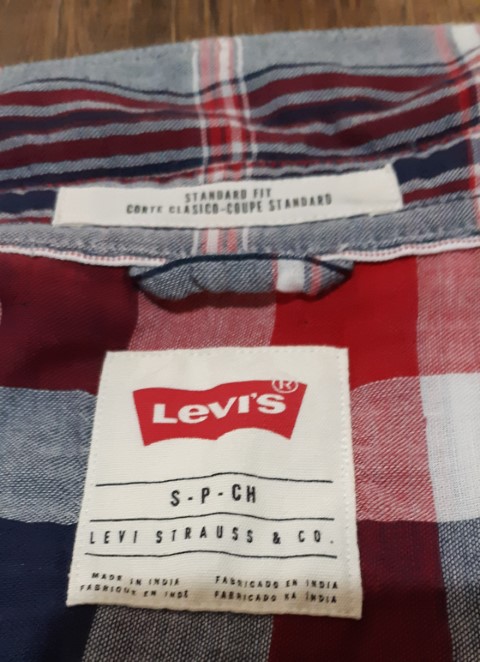 STANDARD FIT
CORTE CLASICO-COUPE STANDARD
Levi's ®
S-P-CH
LEVI STRAUSS & CO.
MADE IN INDIA FABRICADO EN INDIA
FABRIQUE EN INDE FABRICADO NA ÍNDIA